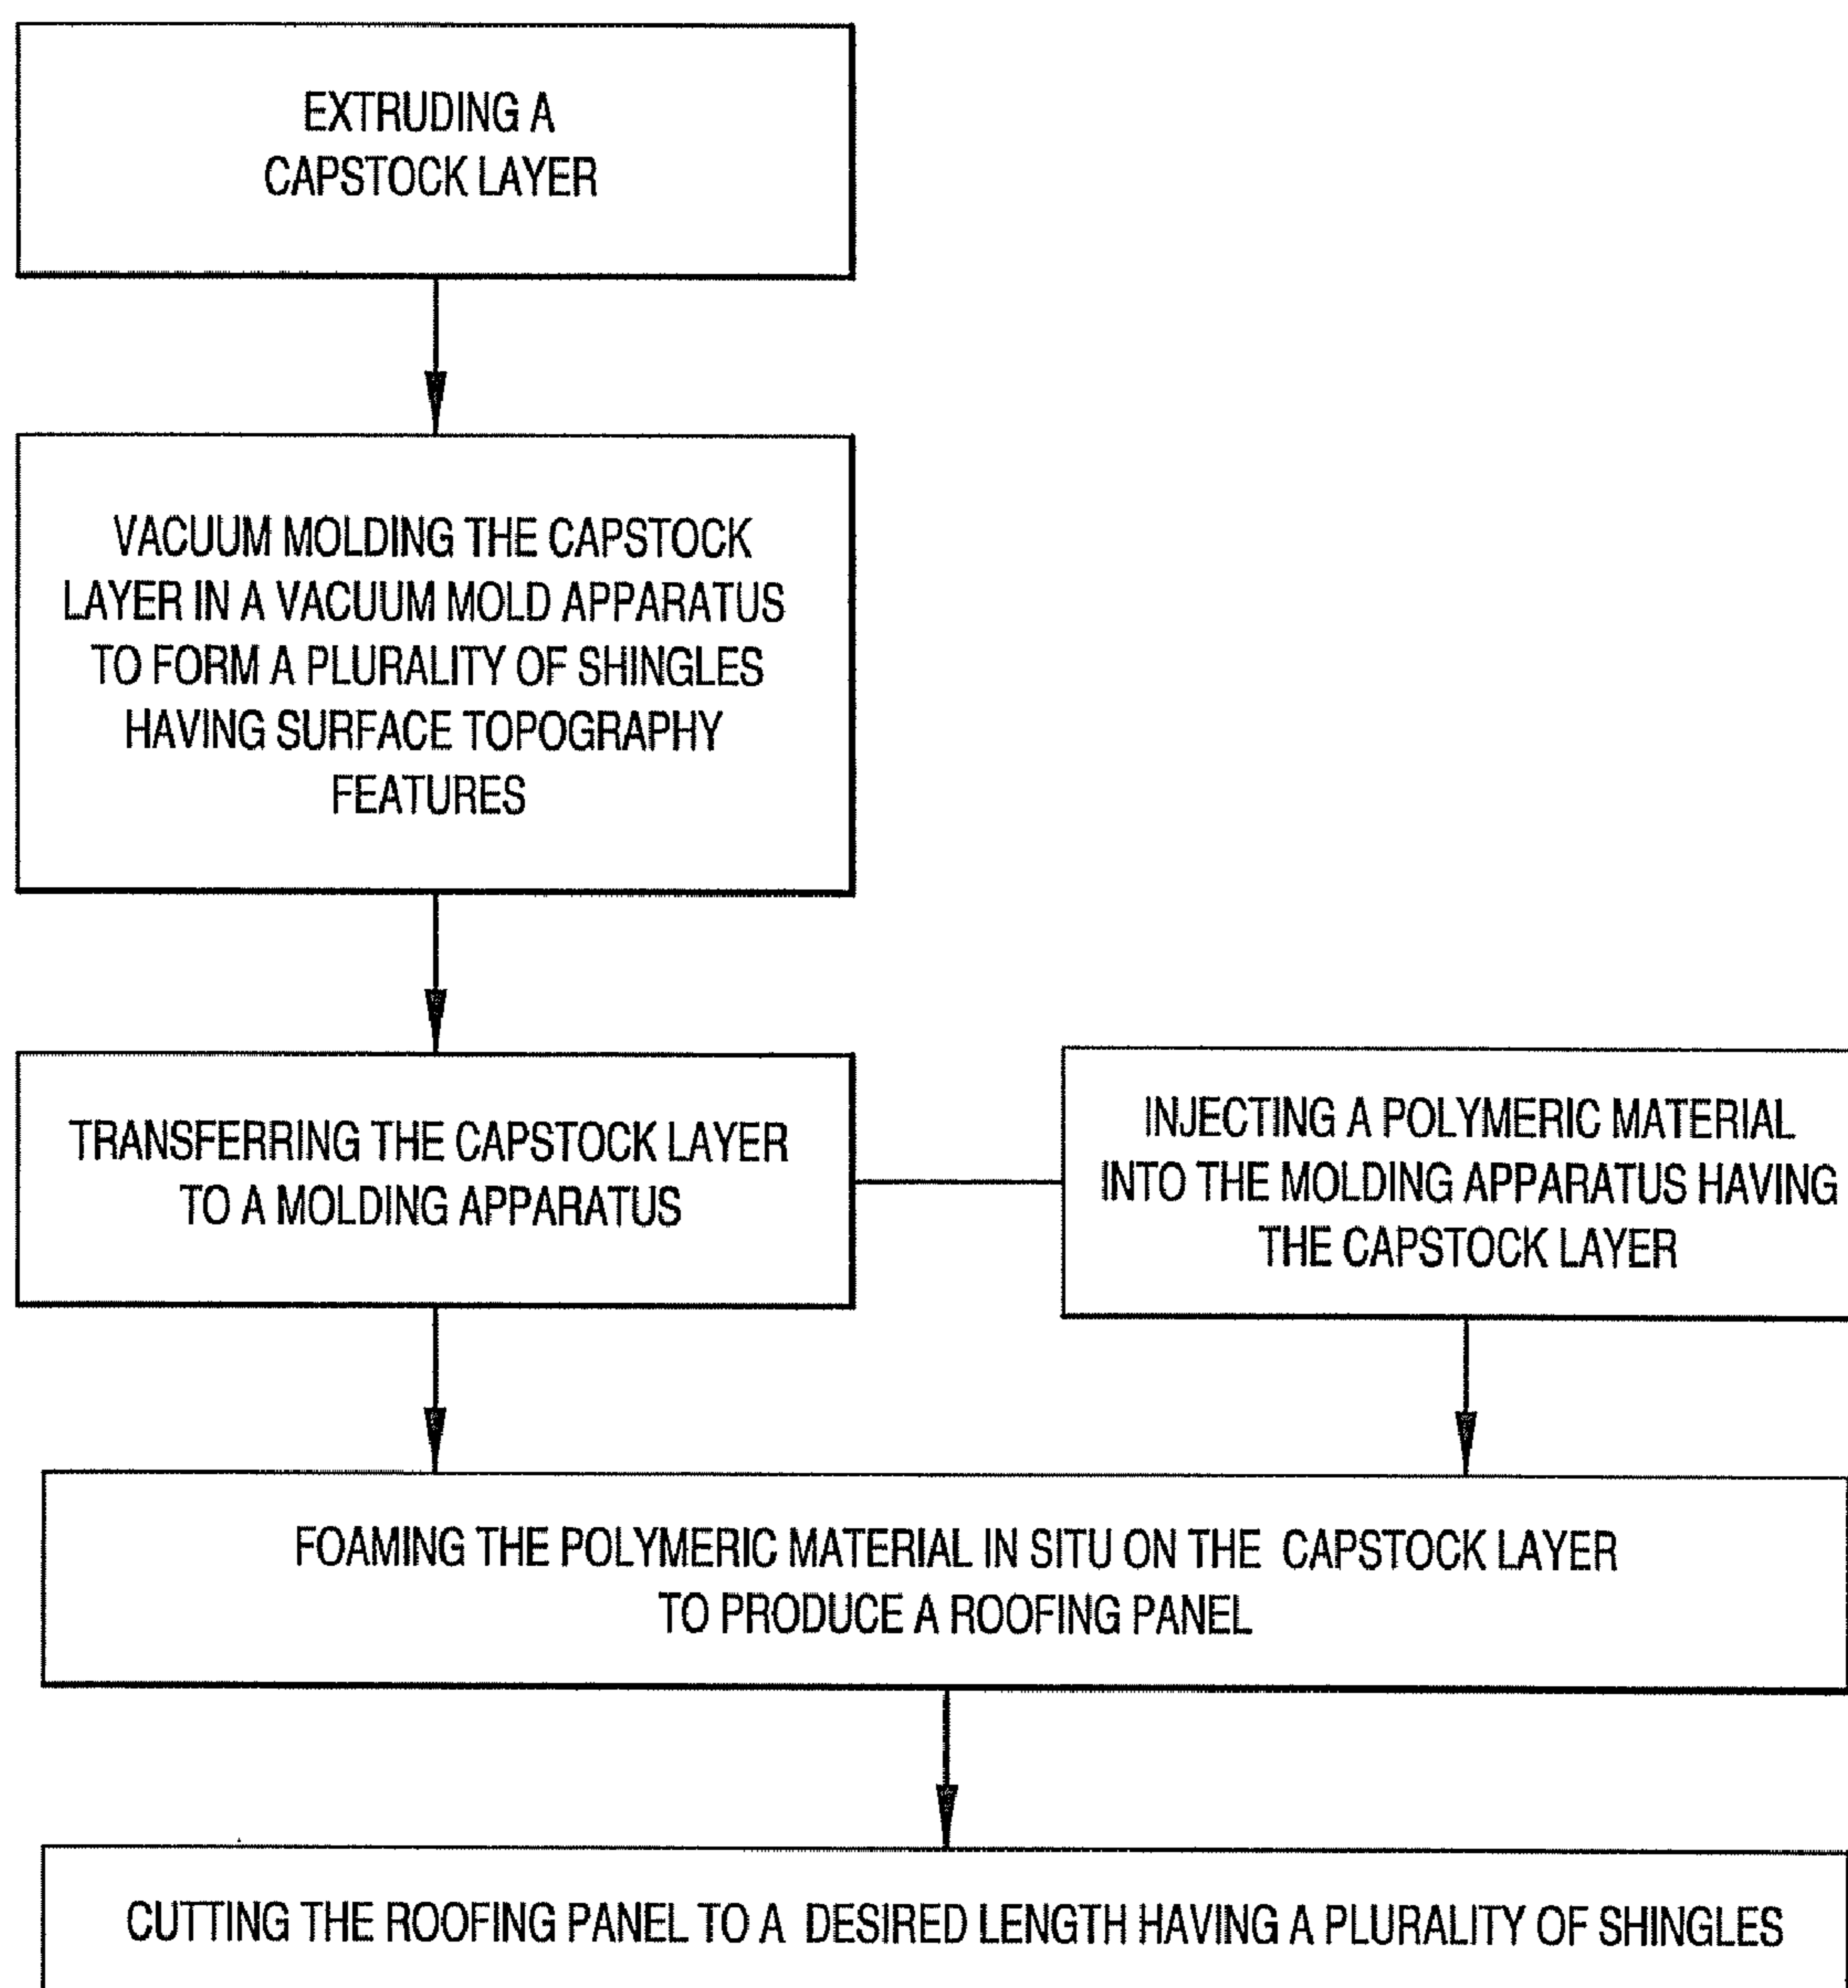 EXTRUDING A
CAPSTOCK LAYER
VACUUM MOLDING THE CAPSTOCK
LAYER IN A VACUUM MOLD APPARATUS
TO FORM A PLURALITY OF SHINGLES
HAVING SURFACE TOPOGRAPHY
FEATURES
TRANSFERRING THE CAPSTOCK LAYER
TO A MOLDING APPARATUS
INJECTING A POLYMERIC MATERIAL
INTO THE MOLDING APPARATUS HAVING
THE CAPSTOCK LAYER
FOAMING THE POLYMERIC MATERIAL IN SITU ON THE CAPSTOCK LAYER
TO PRODUCE A ROOFING PANEL
CUTTING THE ROOFING PANEL TO A DESIRED LENGTH HAVING A PLURALITY OF SHINGLES